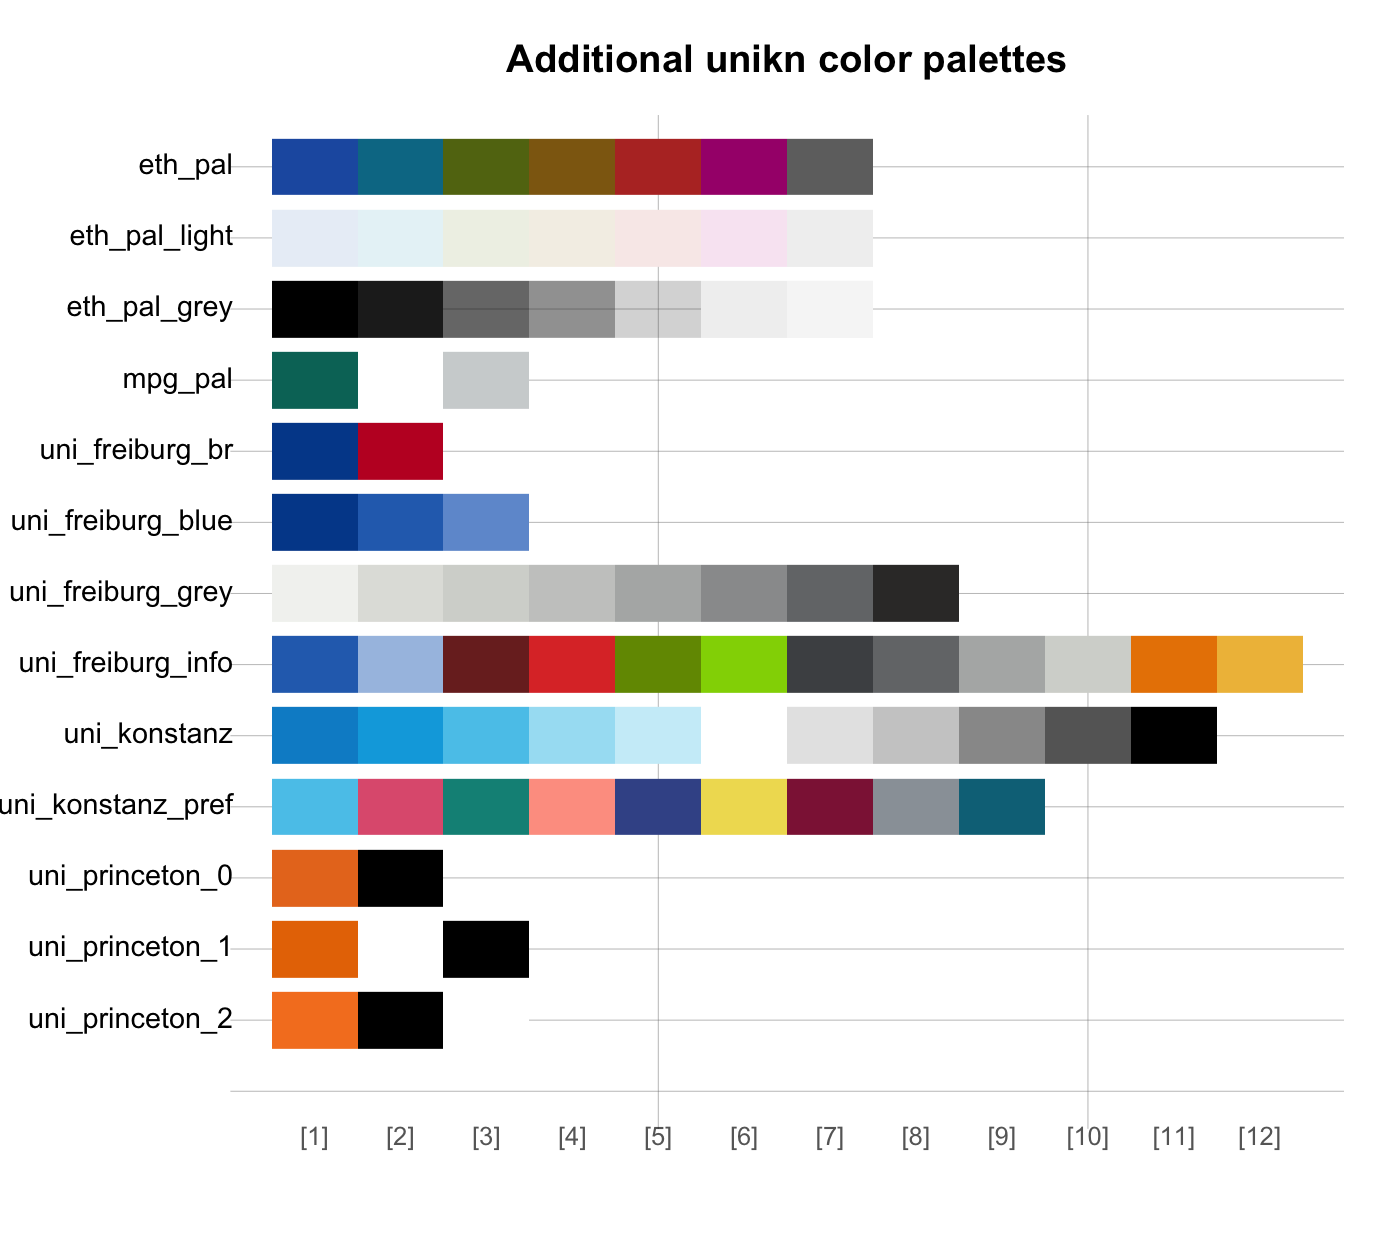 Additional unikn color palettes
eth_pal
eth_pal_light
eth_pal_grey
mpg_pal
uni_freiburg_br
uni_freiburg_blue
uni_freiburg_grey
uni_freiburg_info
uni_konstanz
uni_konstanz_pref
uni_princeton_0
uni_princeton_1
uni_princeton_2
[1] [2] [3] [4] [5] [6] [7] [8] [9] [10] [11] [12]